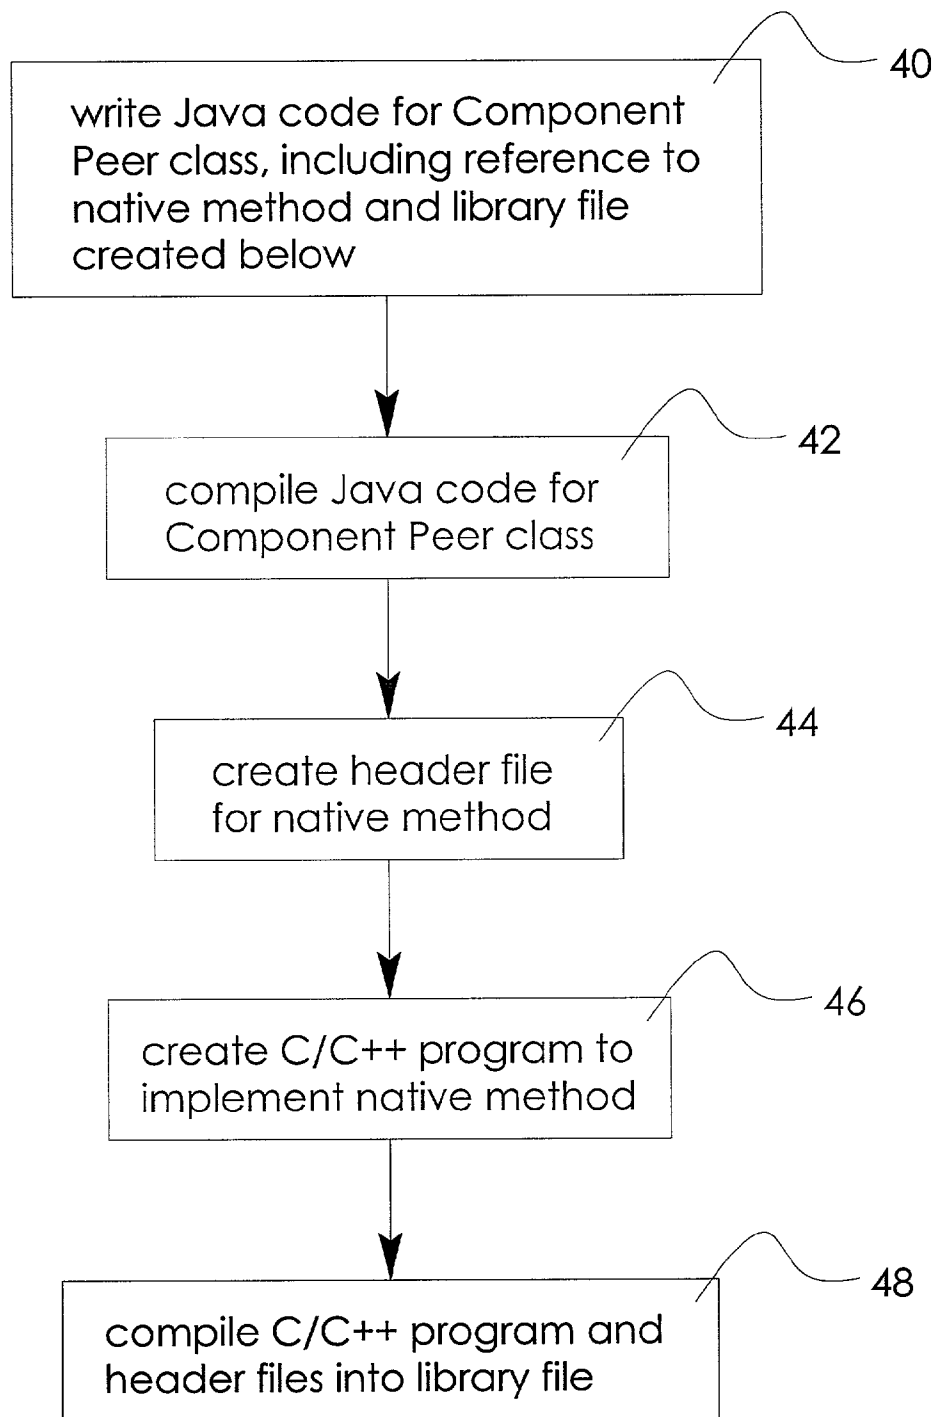 40
write Java code for Component
Peer class, including reference to
native method and library file
created below
42
compile Java code for
Component Peer class
44
create header file
for native method
46
create C/C++ program to
implement native method
48
compile C/C++ program and
header files into library file